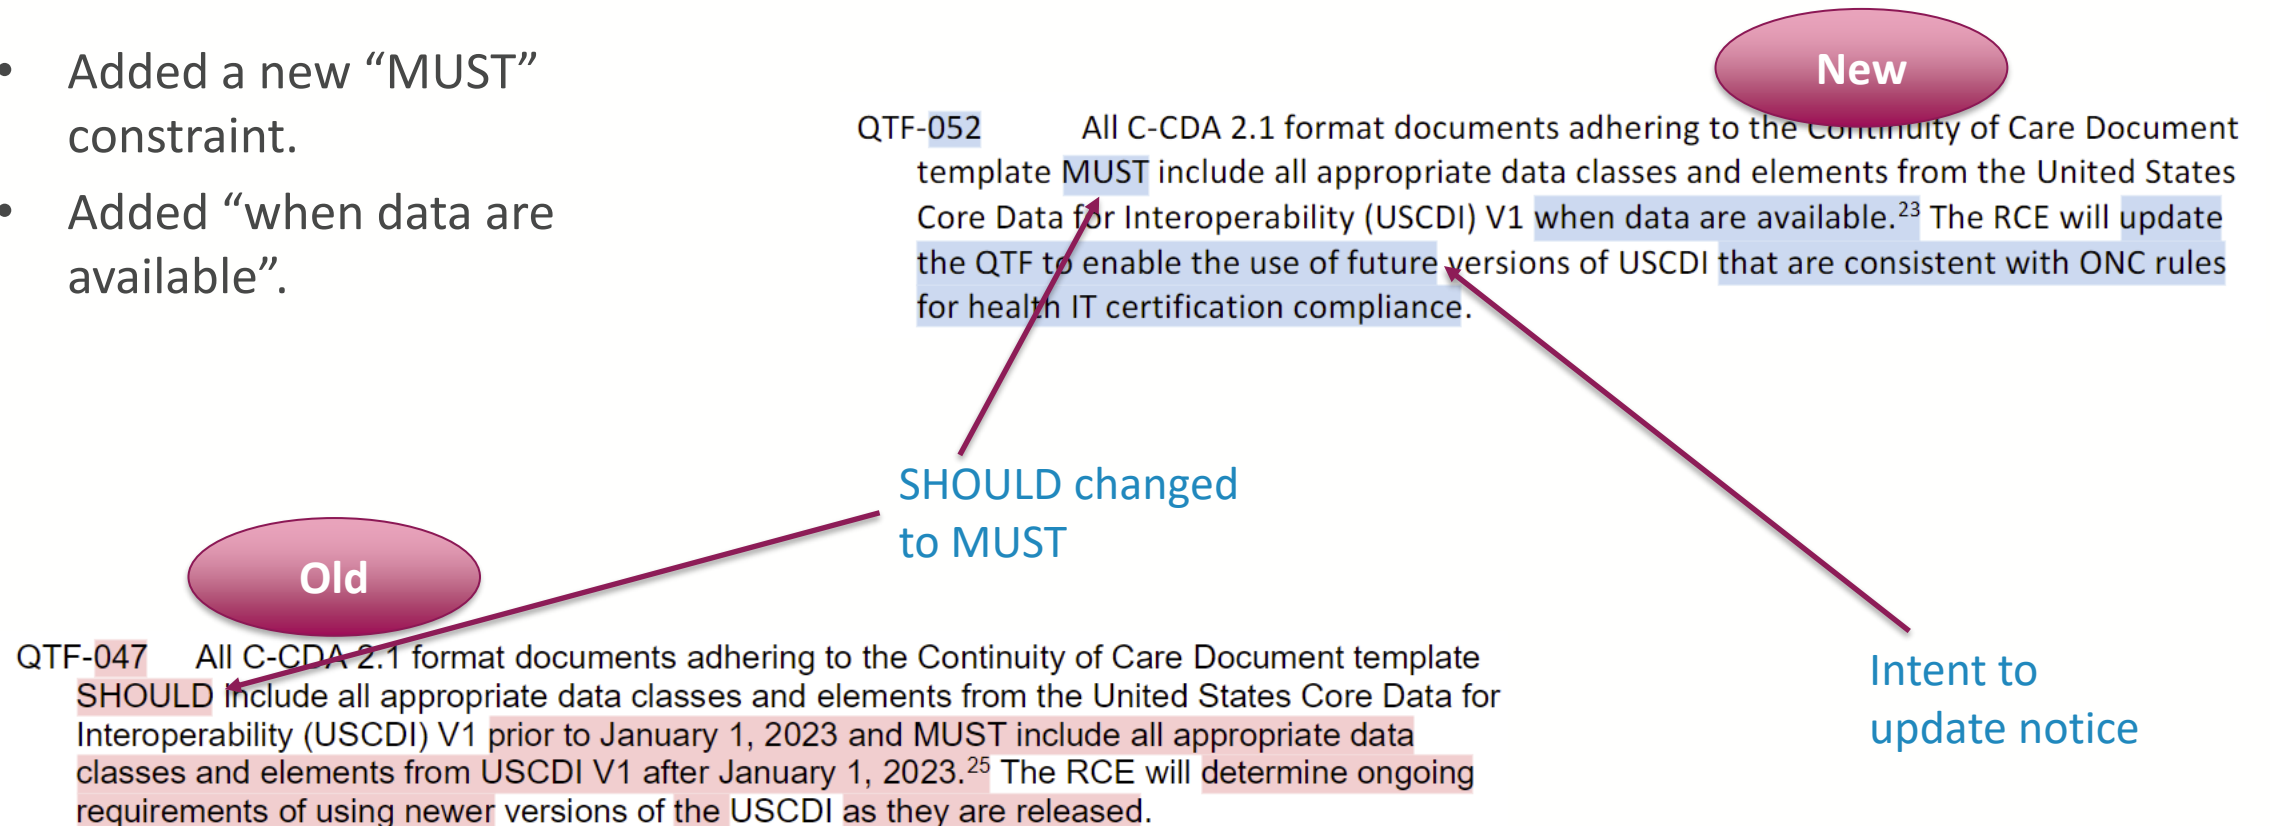 • Added a new “MUST”
constraint.
• Added “when data are
available”.
New
QTF-052 All C-CDA 2.1 format documents adhering to the Continuity of Care Document
template MUST include all appropriate data classes and elements from the United States
Core Data for Interoperability (USCDI) V1 when data are available.23 The RCE will update
the QTF to enable the use of future versions of USCDI that are consistent with ONC rules
for health IT certification compliance.
SHOULD changed
to MUST
Old
QTF-047 All C-CDA 2.1 format documents adhering to the Continuity of Care Document template
SHOULD include all appropriate data classes and elements from the United States Core Data for
Interoperability (USCDI) V1 prior to January 1, 2023 and MUST include all appropriate data
classes and elements from USCDI V1 after January 1, 2023.25 The RCE will determine ongoing
requirements of using newer versions of the USCDI as they are released.
Intent to
update notice